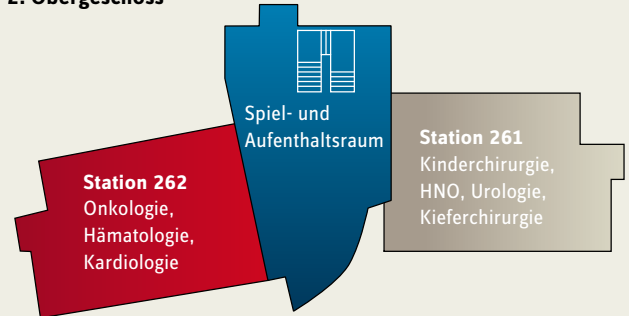 2. Obergeschoss
Spiel- und
Aufenthaltsraum
Station 261
Kinderchirurgie,
HNO, Urologie,
Kieferchirurgie
Station 262
Onkologie,
Hämatologie,
Kardiologie